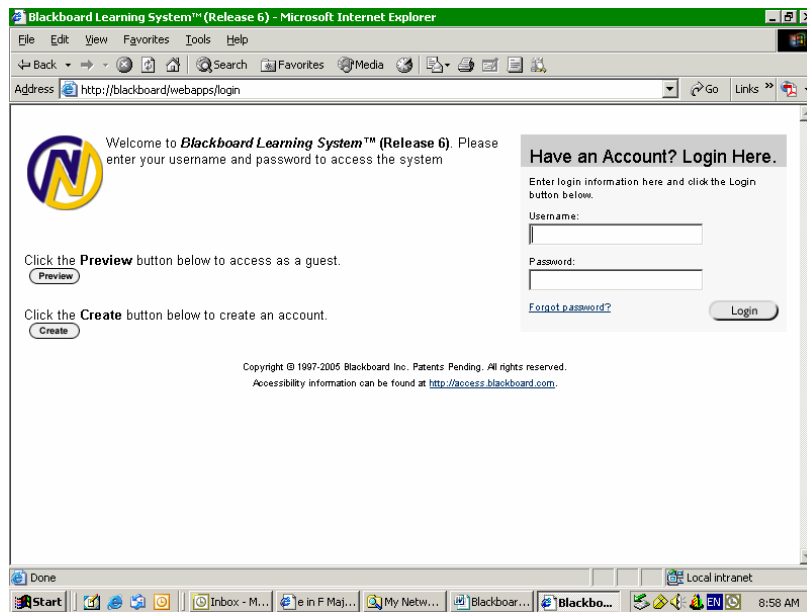 Blackboard Learning System™ (Release 6) - Microsoft Internet Explorer
File Edit View Favorites Tools Help
Back Search Favorites Media
Address http://blackboard/webapps/login Go Links »
Welcome to Blackboard Learning System™ (Release 6). Please
enter your username and password to access the system
Click the Preview button below to access as a guest.
Preview
Click the Create button below to create an account.
Create
Have an Account? Login Here.
Enter login information here and click the Login
button below.
Username:
Password:
Forgot password?
Login
Copyright © 1997-2005 Blackboard Inc. Patents Pending. All rights reserved.
Accessibility information can be found at http://access.blackboard.com.
Done Local intranet
Start Inbox - M... e in F Maj... My Netw... Blackboar... Blackbo... EN 8:58 AM